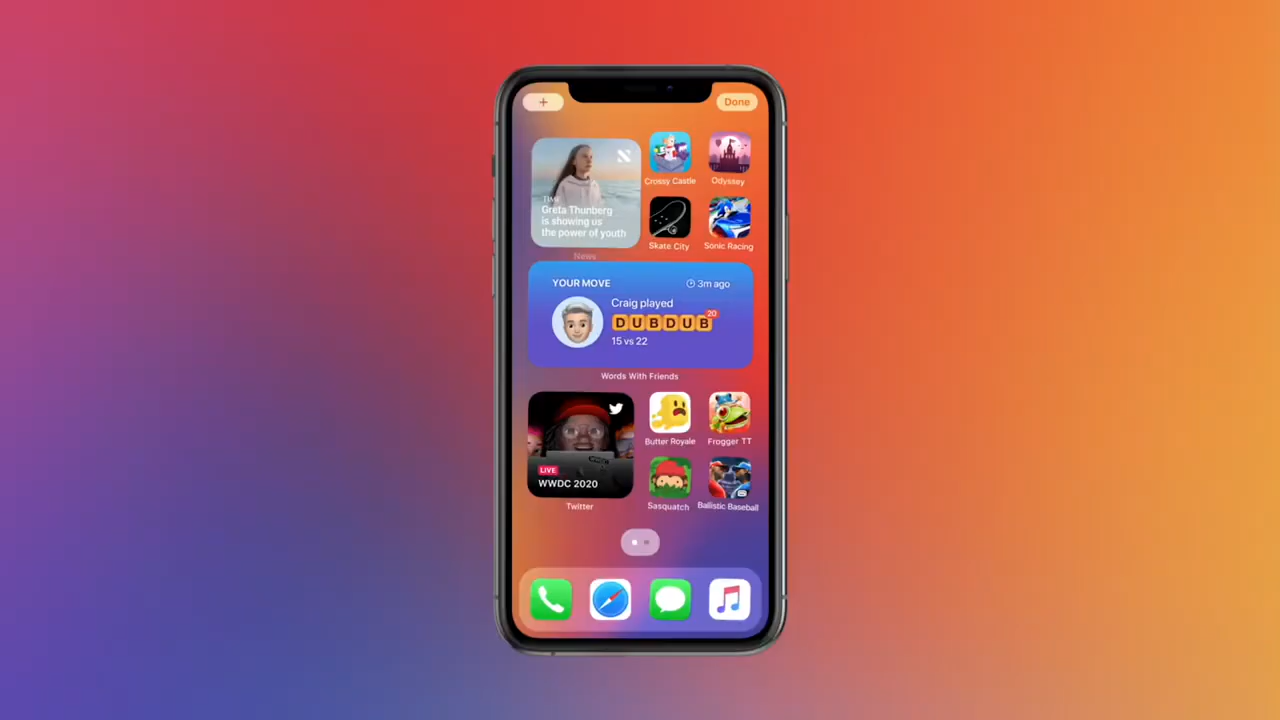 +
Done
TIME
Greta Thunberg
is showing us
the power of youth
News
Crossy Castle
Odyssey
Skate City
Sonic Racing
YOUR MOVE
3m ago
Craig played
DUBDUB
20
15 vs 22
Words With Friends
LIVE
WWDC 2020
Twitter
Butter Royale
Frogger TT
Sasquatch
Ballistic Baseball